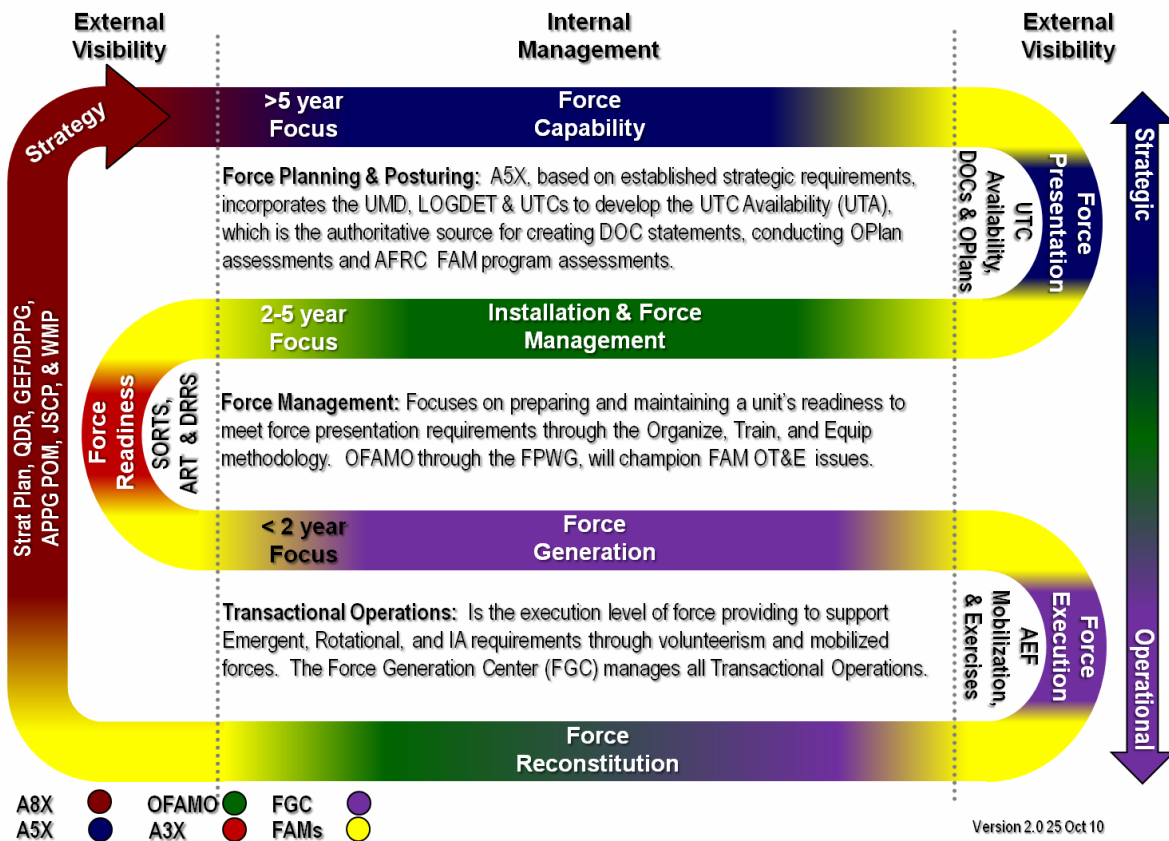 External
Visibility
Internal
Management
External
Visibility
Strategy
>5 year
Focus
Force
Capability
Force Planning & Posturing: A5X, based on established strategic requirements,
incorporates the UMD, LOGDET & UTCs to develop the UTC Availability (UTA),
which is the authoritative source for creating DOC statements, conducting OPlan
assessments and AFRC FAM program assessments.
UTC
Availability,
DOCs & OPlans
Force
Presentation
Strategic
2-5 year
Focus
Installation & Force
Management
Strat Plan, QDR, GEF/DPPG,
APPG POM, JSCP, & WMP
Force
Readiness
SORTS,
ART & DRRS
Force Management: Focuses on preparing and maintaining a unit's readiness to
meet force presentation requirements through the Organize, Train, and Equip
methodology. OFAMO through the FPWG, will champion FAM OT&E issues.
< 2 year
Focus
Force
Generation
Transactional Operations: Is the execution level of force providing to support
Emergent, Rotational, and IA requirements through volunteerism and mobilized
forces. The Force Generation Center (FGC) manages all Transactional Operations.
AEF
Mobilization,
& Exercises
Force
Execution
Operational
Force
Reconstitution
A8X
OFAMO
FGC
A5X
A3X
FAMs
Version 2.0 25 Oct 10